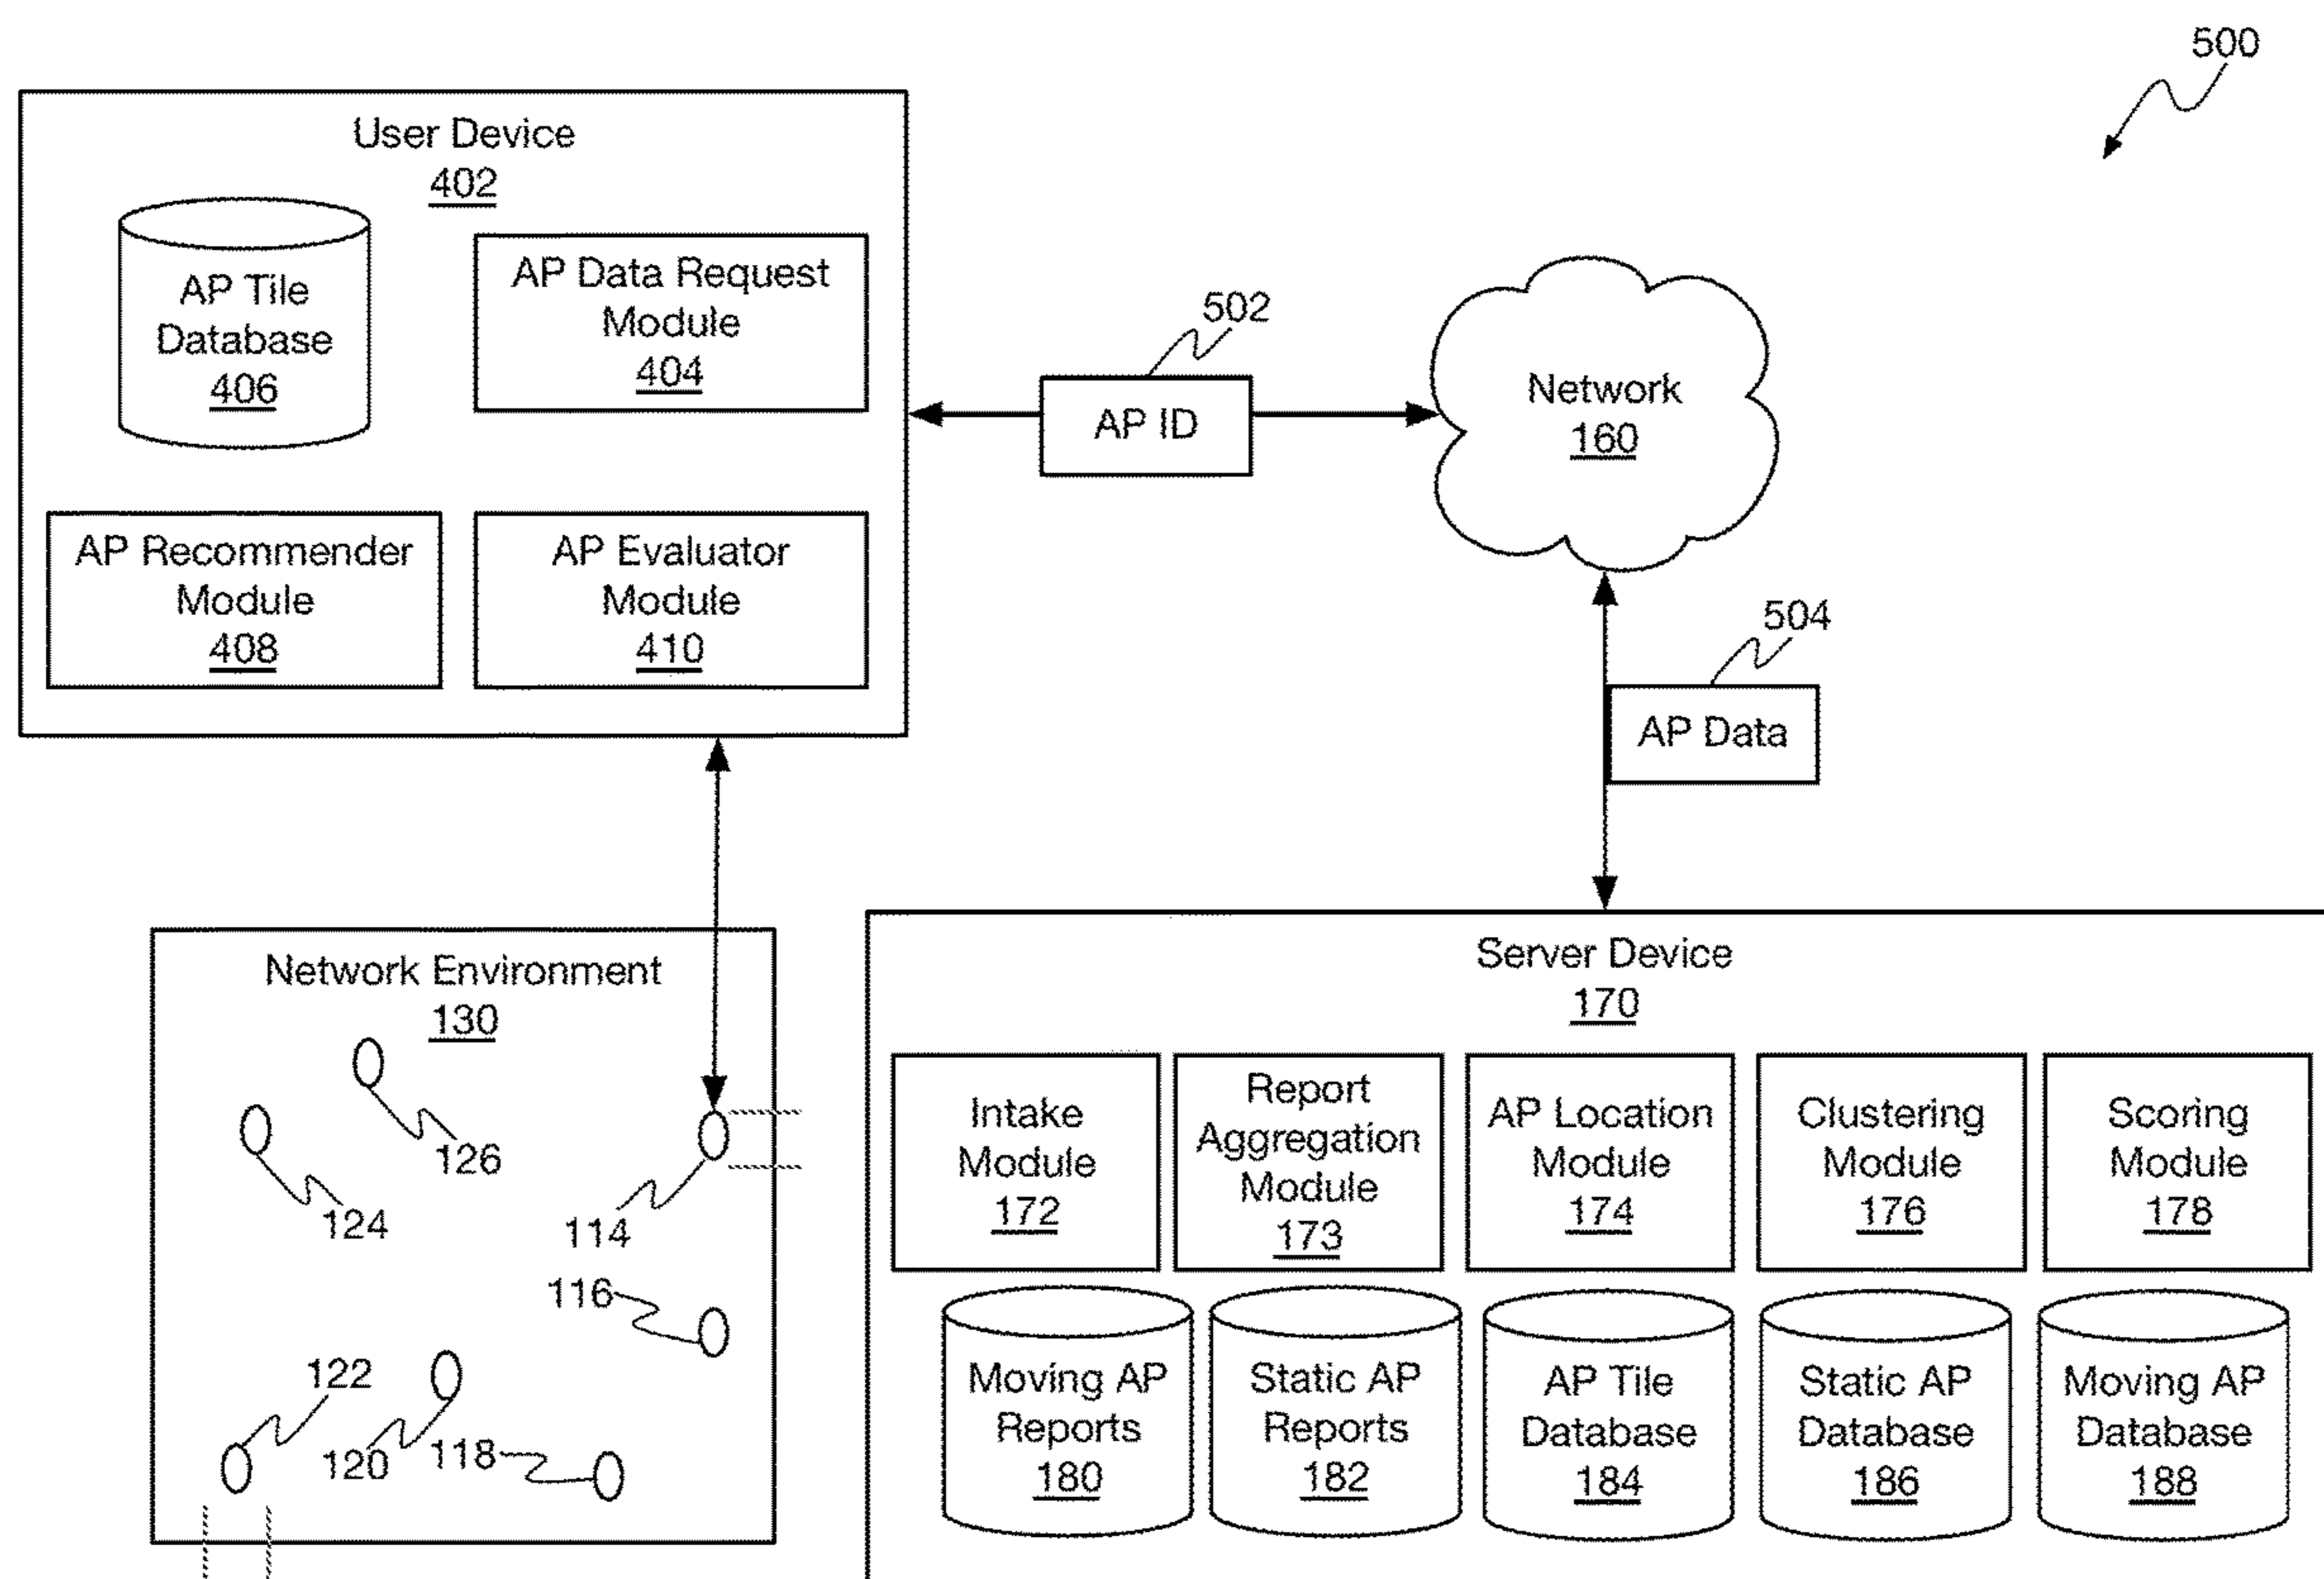 500
User Device
402
AP Tile
Database
406
AP Data Request
Module
404
AP Recommender
Module
408
AP Evaluator
Module
410
502
AP ID
Network
160
504
AP Data
Network Environment
130
126
124
114
116
122
120
118
Server Device
170
Intake
Module
172
Report
Aggregation
Module
173
AP Location
Module
174
Clustering
Module
176
Scoring
Module
178
Moving AP
Reports
180
Static AP
Reports
182
AP Tile
Database
184
Static AP
Database
186
Moving AP
Database
188